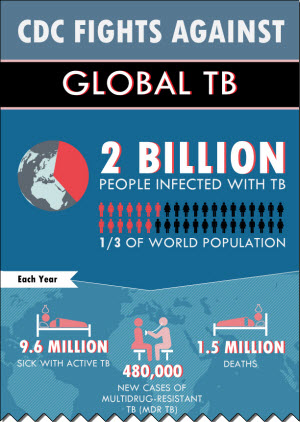 CDC FIGHTS AGAINST
GLOBAL TB
2 BILLION
PEOPLE INFECTED WITH TB
1/3 OF WORLD POPULATION
Each Year
9.6 MILLION
SICK WITH ACTIVE TB
480,000
NEW CASES OF
MULTIDRUG-RESISTANT
TB (MDR TB)
1.5 MILLION
DEATHS